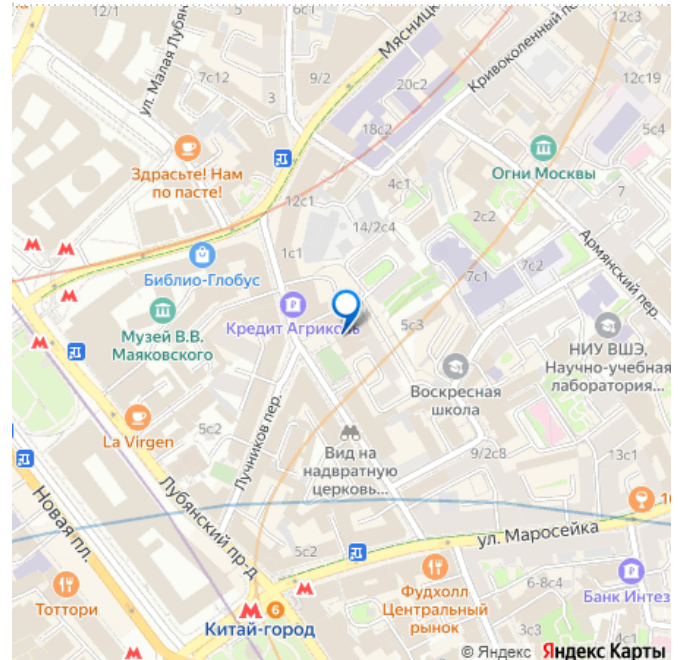 12/1
ул. Малая Лубян
5
6с1
7с12
3
9/2
Мясницк
20с2
18с2
Кривоколенный п
12с3
12с19
5с4
Здрасьте! Нам
по пасте!
Огни Москвы
7
4с1
12с1
14/2с4
2с2
1с1
7с1
7с2
Армянский пер.
Библио-Глобус
Музей В.В.
Маяковского
Кредит Агриколь
5с3
НИУ ВШЭ,
Научно-учебная
лаборатория...
Воскресная
школа
La Virgen
5с2
Лучников пер.
Вид на
надвратную
церковь...
9/2с8
13с1
Новая пл.
Лубянский пр-д
ул. Маросейка
5с2
Тоттори
6
Китай-город
Фудхолл
Центральный
рынок
6-8с4
Банк Интез
3с3
4с1
© Яндекс Яндекс Карты